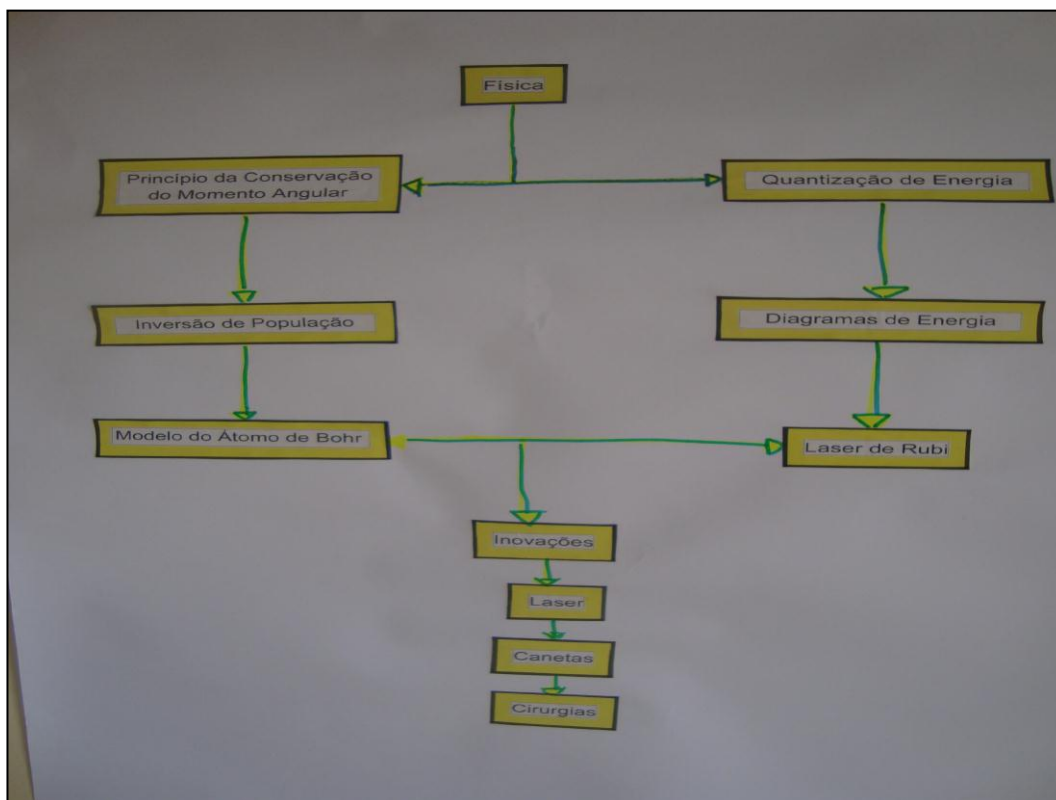 Física
Princípio da Conservação
do Momento Angular
Quantização de Energia
Inversão de População
Diagramas de Energia
Modelo do Átomo de Bohr
Laser de Rubi
Inovações
Laser
Canetas
Cirurgias